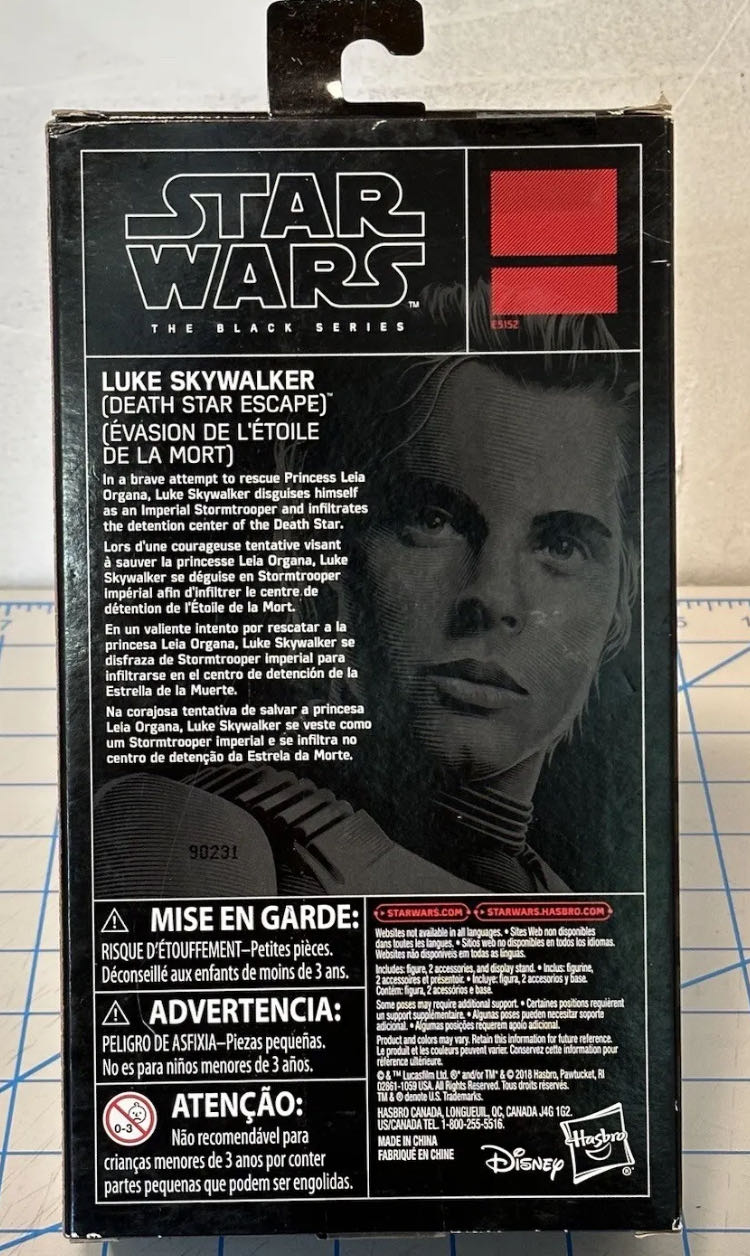 STAR
WARS™
THE BLACK SERIES
E5152
LUKE SKYWALKER
(DEATH STAR ESCAPE)™
(ÉVASION DE L'ÉTOILE
DE LA MORT)
In a brave attempt to rescue Princess Leia
Organa, Luke Skywalker disguises himself
as an Imperial Stormtrooper and infiltrates
the detention center of the Death Star.
Lors d'une courageuse tentative visant
à sauver la princesse Leia Organa, Luke
Skywalker se déguise en Stormtrooper
Impérial afin d'infiltrer le centre de
détention de l'Étoile de la Mort.
En un valiente intento por rescatar a la
princesa Leia Organa, Luke Skywalker se
disfraza de Stormtrooper Imperial para
infiltrarse en el centro de detención de la
Estrella de la Muerte.
Na corajosa tentativa de salvar a princesa
Leia Organa, Luke Skywalker se veste como
um Stormtrooper imperial e se infiltra no
centro de detenção da Estrela da Morte.
90231
MISE EN GARDE:
RISQUE D'ÉTOUFFEMENT–Petites pièces.
Déconseillé aux enfants de moins de 3 ans.
ADVERTENCIA:
PELIGRO DE ASFIXIA–Piezas pequeñas.
No es para niños menores de 3 años.
0-3
ATENÇÃO:
Não recomendável para
crianças menores de 3 anos por conter
partes pequenas que podem ser engolidas.
STARWARS.COM STARWARS.HASBRO.COM
Websites not available in all languages. • Sites Web non disponibles
dans toutes les langues. • Sitios web no disponibles en todos los idiomas.
Websites não disponíveis em todas as línguas.
Includes: figure, 2 accessories, and display stand. • Inclus: figurine,
2 accessoires et présentoir. • Incluye: figura, 2 accesorios y base.
Contém: figura, 2 acessórios e base.
Some poses may require additional support. • Certaines positions requièrent
un support supplémentaire. • Algunas poses pueden necesitar soporte
adicional. • Algumas posições requerem apoio adicional.
Product and colors may vary. Retain this information for future reference.
Le produit et les couleurs peuvent varier. Conservez cette information pour
référence ultérieure.
© & ™ Lucasfilm Ltd. ®* and/or TM* & © 2018 Hasbro, Pawtucket, RI
02861-1059 USA. All Rights Reserved. Tous droits réservés.
TM & ® denote U.S. Trademarks.
HASBRO CANADA, LONGUEUIL, QC, CANADA J4G 1G2.
US/CANADA TEL. 1-800-255-5516.
MADE IN CHINA
FABRIQUÉ EN CHINE
Disney
Hasbro
®